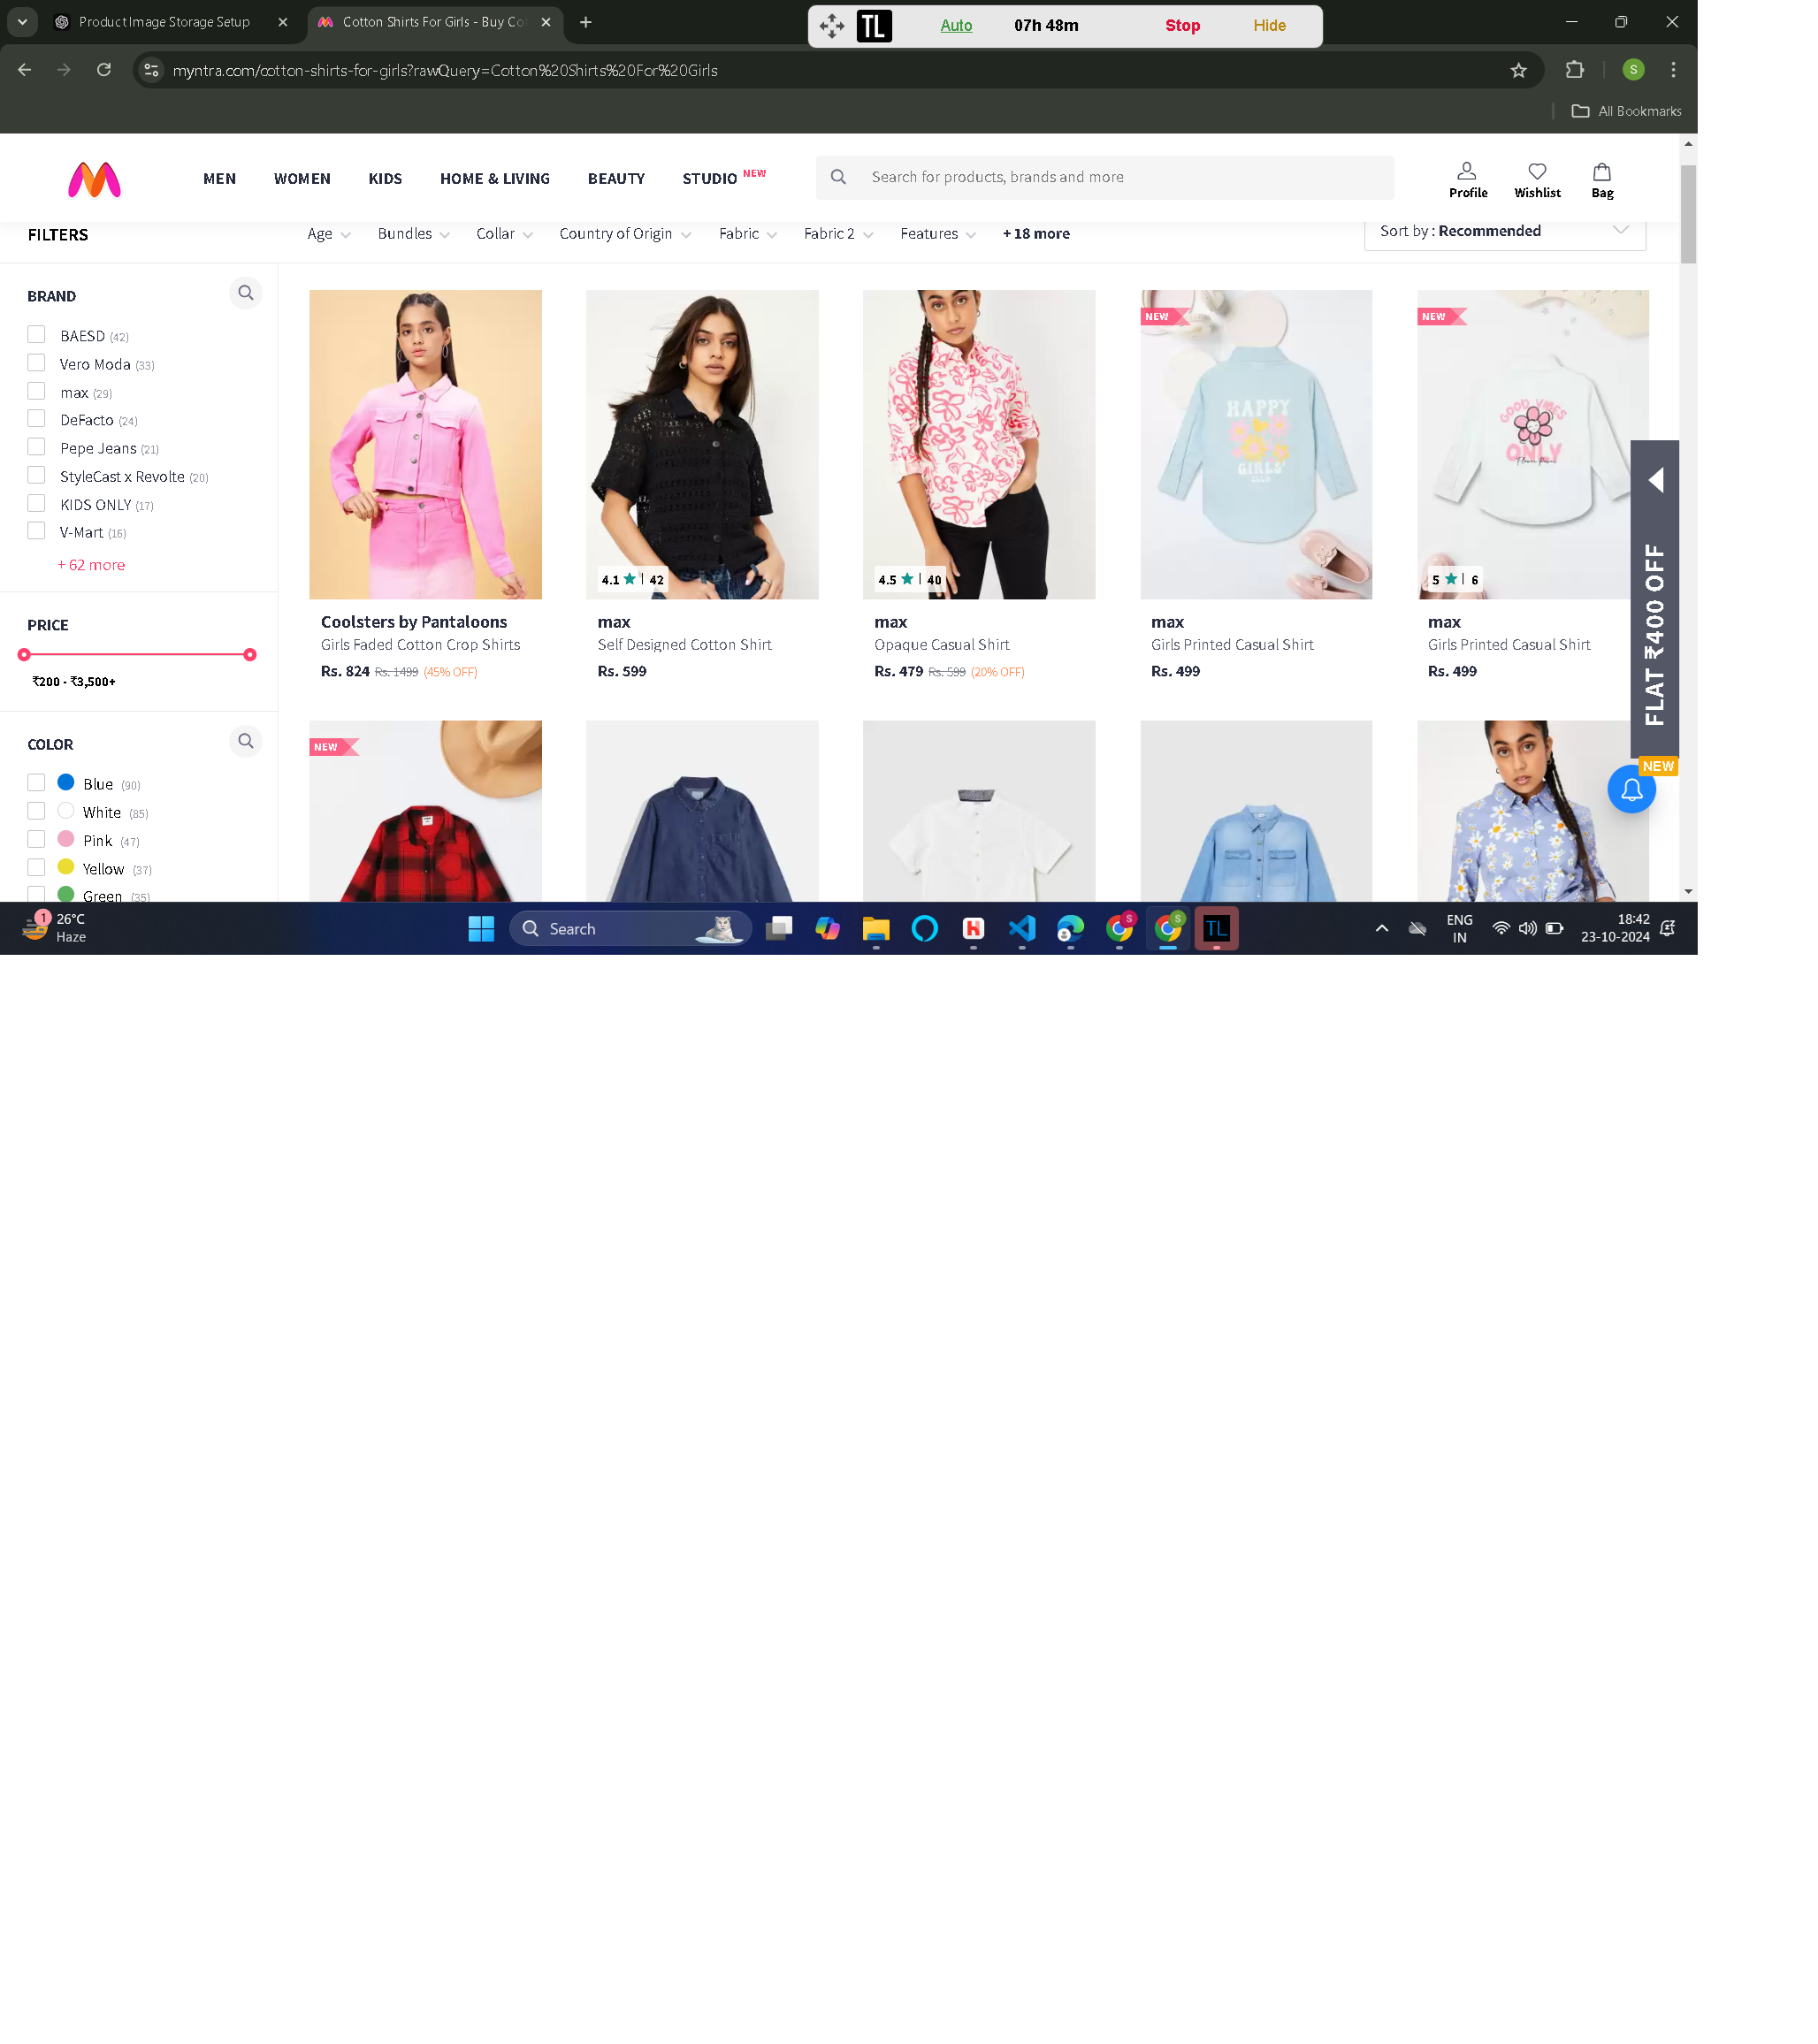 Product Image Storage Setup
Cotton Shirts For Girls - Buy Co
TL Auto 07h 48m Stop Hide
myntra.com/cotton-shirts-for-girls?rawQuery=Cotton%20Shirts%20For%20Girls
S
All Bookmarks
MEN WOMEN KIDS HOME & LIVING BEAUTY STUDIO NEW
Search for products, brands and more
Profile Wishlist Bag
FILTERS
Age Bundles Collar Country of Origin Fabric Fabric 2 Features + 18 more
Sort by : Recommended
BRAND
BAESD (42)
Vero Moda (33)
max (29)
DeFacto (24)
Pepe Jeans (21)
StyleCast x Revolte (20)
KIDS ONLY (17)
V-Mart (16)
+ 62 more
PRICE
₹200 - ₹3,500+
COLOR
Blue (90)
White (85)
Pink (47)
Yellow (37)
Green (35)
4.1 | 42
4.5 | 40
NEW
HAPPY
GIRLS'
NEW
GOOD VIBES
ONLY
5 | 6
Coolsters by Pantaloons
Girls Faded Cotton Crop Shirts
Rs. 824 Rs. 1499 (45% OFF)
max
Self Designed Cotton Shirt
Rs. 599
max
Opaque Casual Shirt
Rs. 479 Rs. 599 (20% OFF)
max
Girls Printed Casual Shirt
Rs. 499
max
Girls Printed Casual Shirt
Rs. 499
NEW
FLAT ₹400 OFF
NEW
1
26°C
Haze
Search
H
S
S
TL
ENG
IN
18:42
23-10-2024